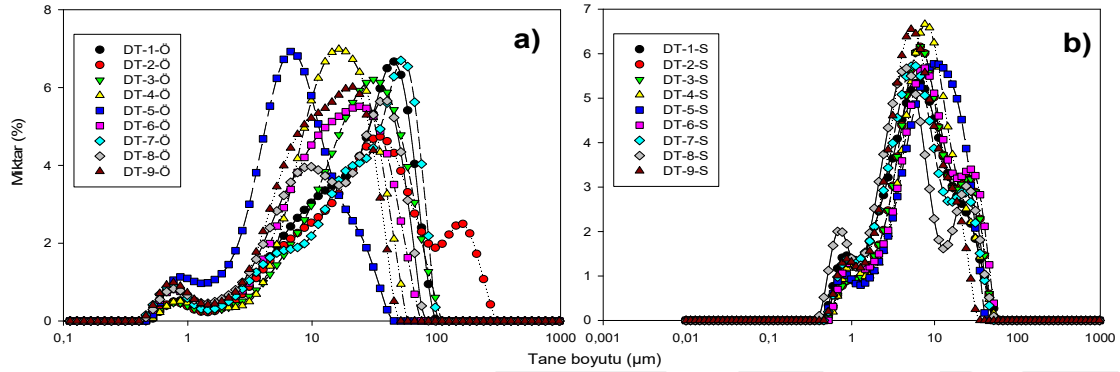 a)
8
6
4
2
0
Miktar (%)
DT-1-Ö
DT-2-Ö
DT-3-Ö
DT-4-Ö
DT-5-Ö
DT-6-Ö
DT-7-Ö
DT-8-Ö
DT-9-Ö
0,1
1
10
100
1000
b)
7
6
5
4
3
2
1
0
DT-1-S
DT-2-S
DT-3-S
DT-4-S
DT-5-S
DT-6-S
DT-7-S
DT-8-S
DT-9-S
0,001
0,01
0,1
1
10
100
1000
Tane boyutu (µm)